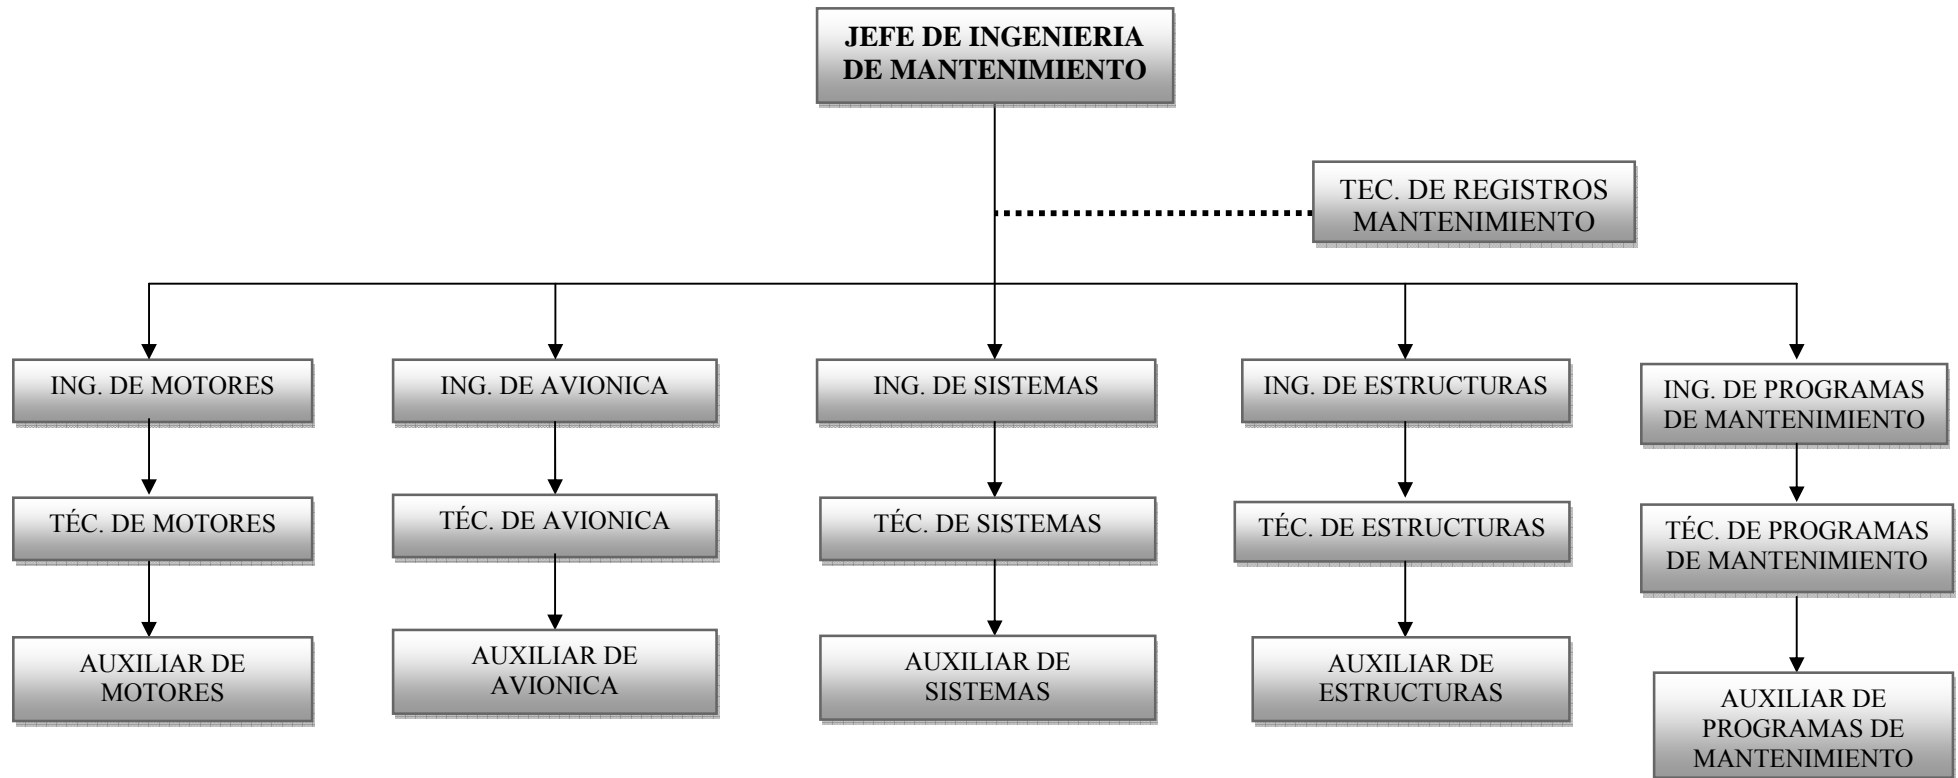 JEFE DE INGENIERIA
DE MANTENIMIENTO
TEC. DE REGISTROS
MANTENIMIENTO
ING. DE MOTORES
ING. DE AVIONICA
ING. DE SISTEMAS
ING. DE ESTRUCTURAS
ING. DE PROGRAMAS
DE MANTENIMIENTO
TÉC. DE MOTORES
TÉC. DE AVIONICA
TÉC. DE SISTEMAS
TÉC. DE ESTRUCTURAS
TÉC. DE PROGRAMAS
DE MANTENIMIENTO
AUXILIAR DE
MOTORES
AUXILIAR DE
AVIONICA
AUXILIAR DE
SISTEMAS
AUXILIAR DE
ESTRUCTURAS
AUXILIAR DE
PROGRAMAS DE
MANTENIMIENTO